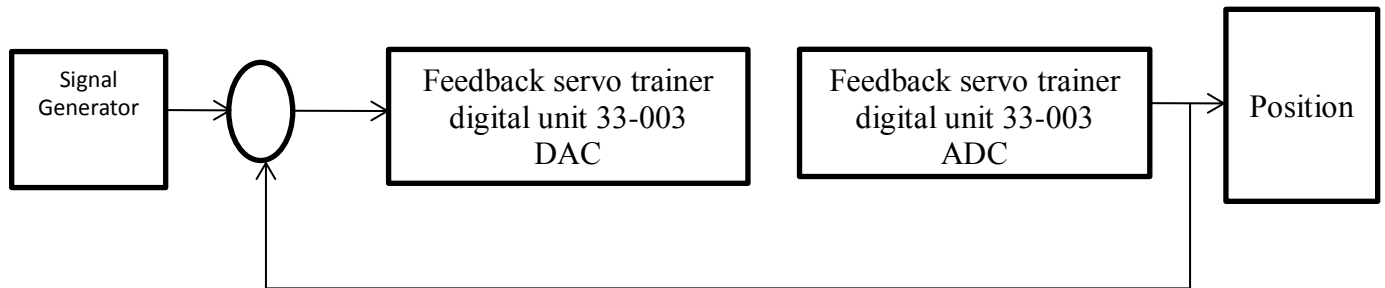 Signal
Generator
Feedback servo trainer
digital unit 33-003
DAC
Feedback servo trainer
digital unit 33-003
ADC
Position